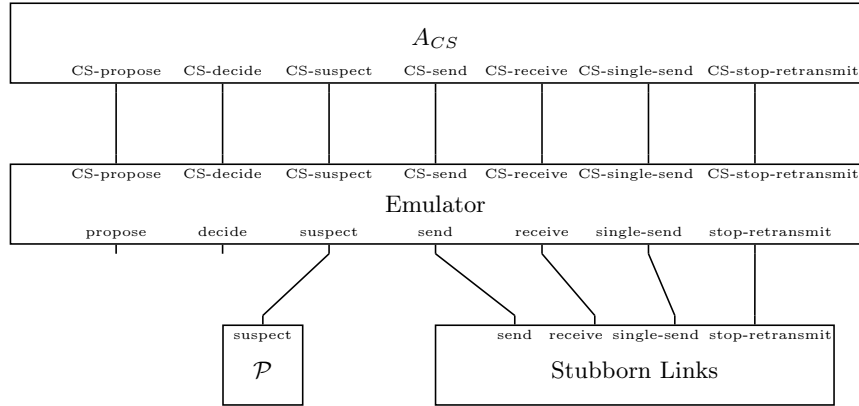 A_{CS}
CS-propose CS-decide CS-suspect CS-send CS-receive CS-single-send CS-stop-retransmit
CS-propose CS-decide CS-suspect CS-send CS-receive CS-single-send CS-stop-retransmit
Emulator
propose decide suspect send receive single-send stop-retransmit
suspect send receive single-send stop-retransmit
𝒫 Stubborn Links